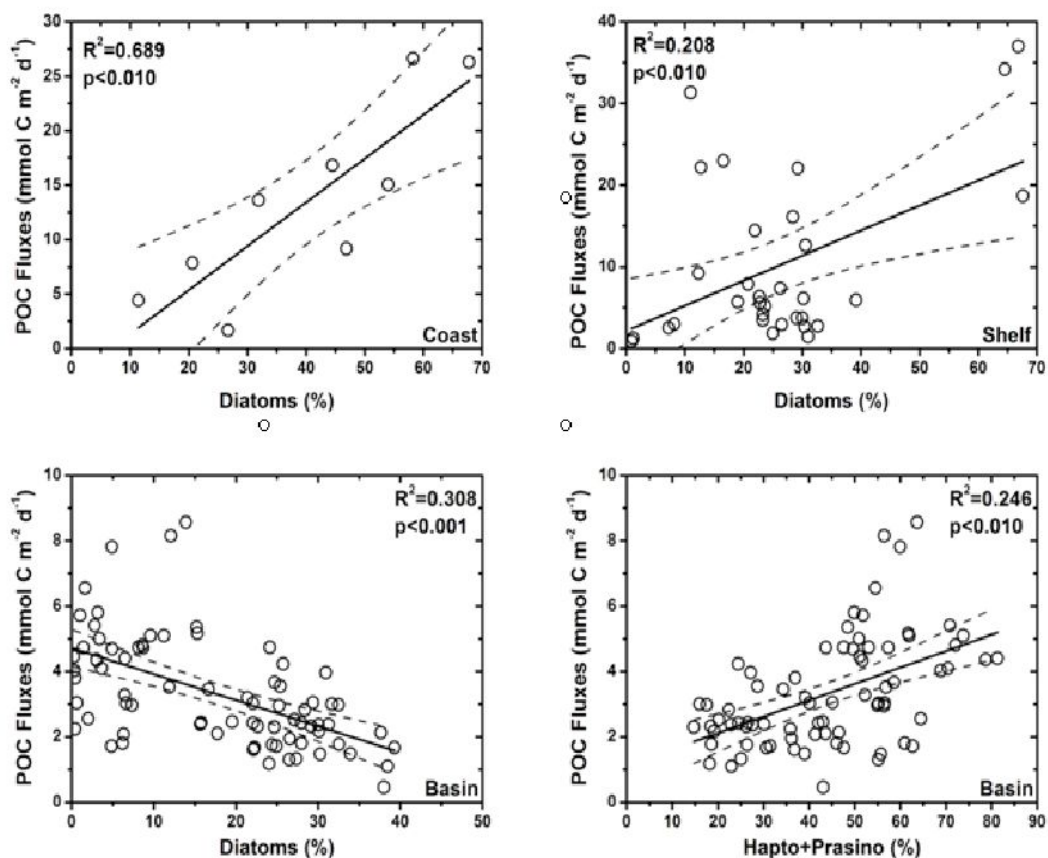 R²=0.689
p<0.010
POC Fluxes (mmol C m⁻² d⁻¹)
30
25
20
15
10
5
0
0 10 20 30 40 50 60 70
Coast
Diatoms (%)
R²=0.208
p<0.010
POC Fluxes (mmol C m⁻² d⁻¹)
40
30
20
10
0
0 10 20 30 40 50 60 70
Shelf
Diatoms (%)
R²=0.308
p<0.001
POC Fluxes (mmol C m⁻² d⁻¹)
10
8
6
4
2
0
0 10 20 30 40 50
Basin
Diatoms (%)
R²=0.246
p<0.010
POC Fluxes (mmol C m⁻² d⁻¹)
10
8
6
4
2
0
0 10 20 30 40 50 60 70 80 90
Basin
Hapto+Prasino (%)